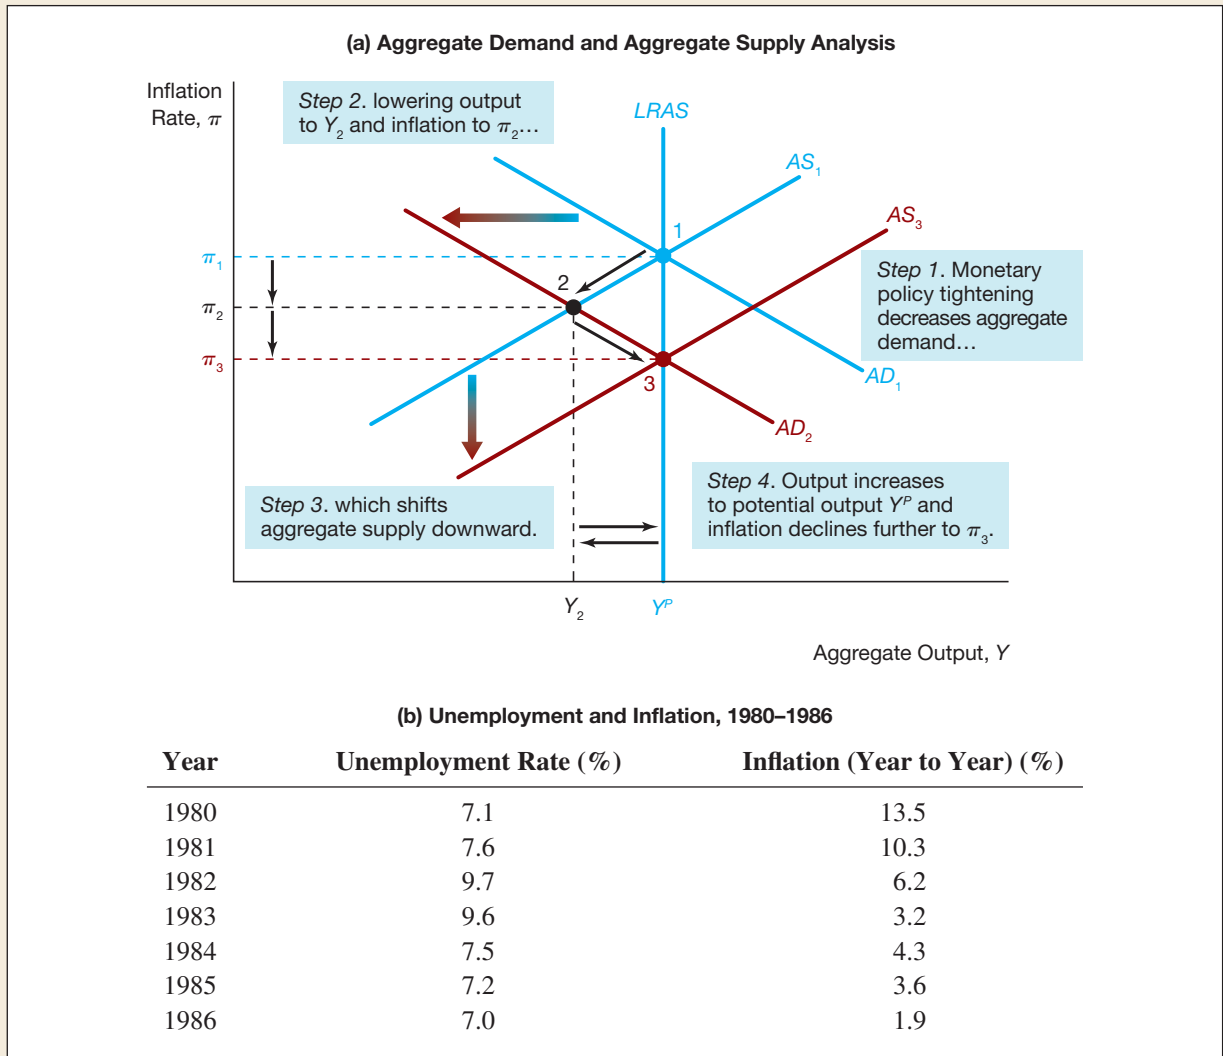 (a) Aggregate Demand and Aggregate Supply Analysis
Inflation
Rate, π
Step 2. lowering output
to Y2 and inflation to π2...
LRAS
AS1
AS3
1
π1
Step 1. Monetary
policy tightening
decreases aggregate
demand...
2
π2
π3
3
AD1
AD2
Step 3. which shifts
aggregate supply downward.
Step 4. Output increases
to potential output YP and
inflation declines further to π3.
Y2
YP
Aggregate Output, Y
(b) Unemployment and Inflation, 1980–1986
Year Unemployment Rate (%) Inflation (Year to Year) (%)
1980 7.1 13.5
1981 7.6 10.3
1982 9.7 6.2
1983 9.6 3.2
1984 7.5 4.3
1985 7.2 3.6
1986 7.0 1.9